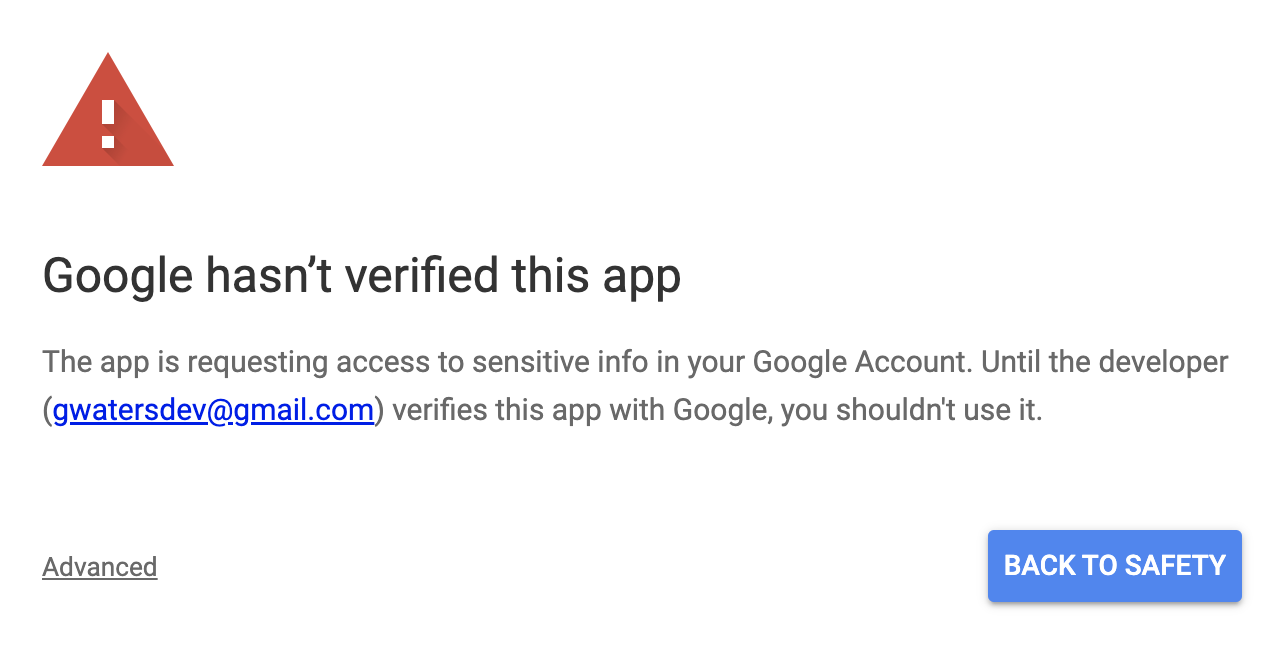 Google hasn’t verified this app
The app is requesting access to sensitive info in your Google Account. Until the developer
(gwatersdev@gmail.com) verifies this app with Google, you shouldn't use it.
Advanced
BACK TO SAFETY